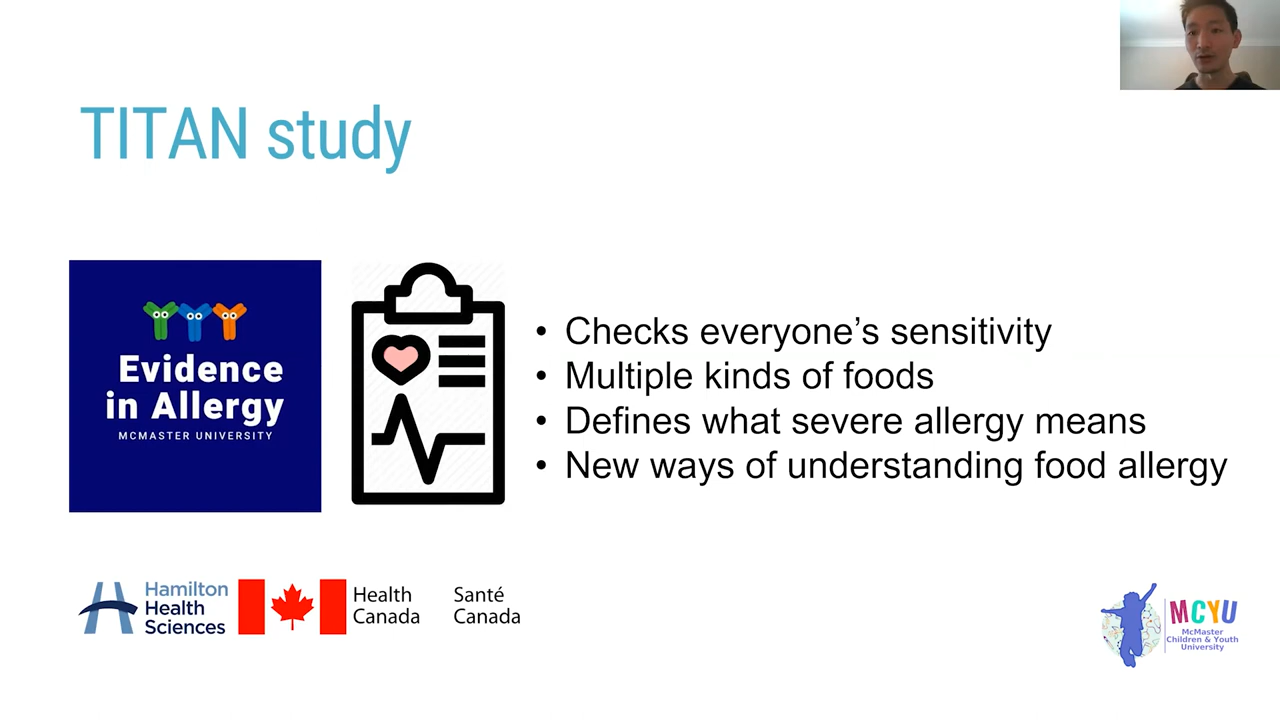 TITAN study
Evidence
in Allergy
MCMASTER UNIVERSITY
• Checks everyone’s sensitivity
• Multiple kinds of foods
• Defines what severe allergy means
• New ways of understanding food allergy
Hamilton
Health
Sciences
Health
Canada
Santé
Canada
MCYU
McMaster
Children & Youth
University